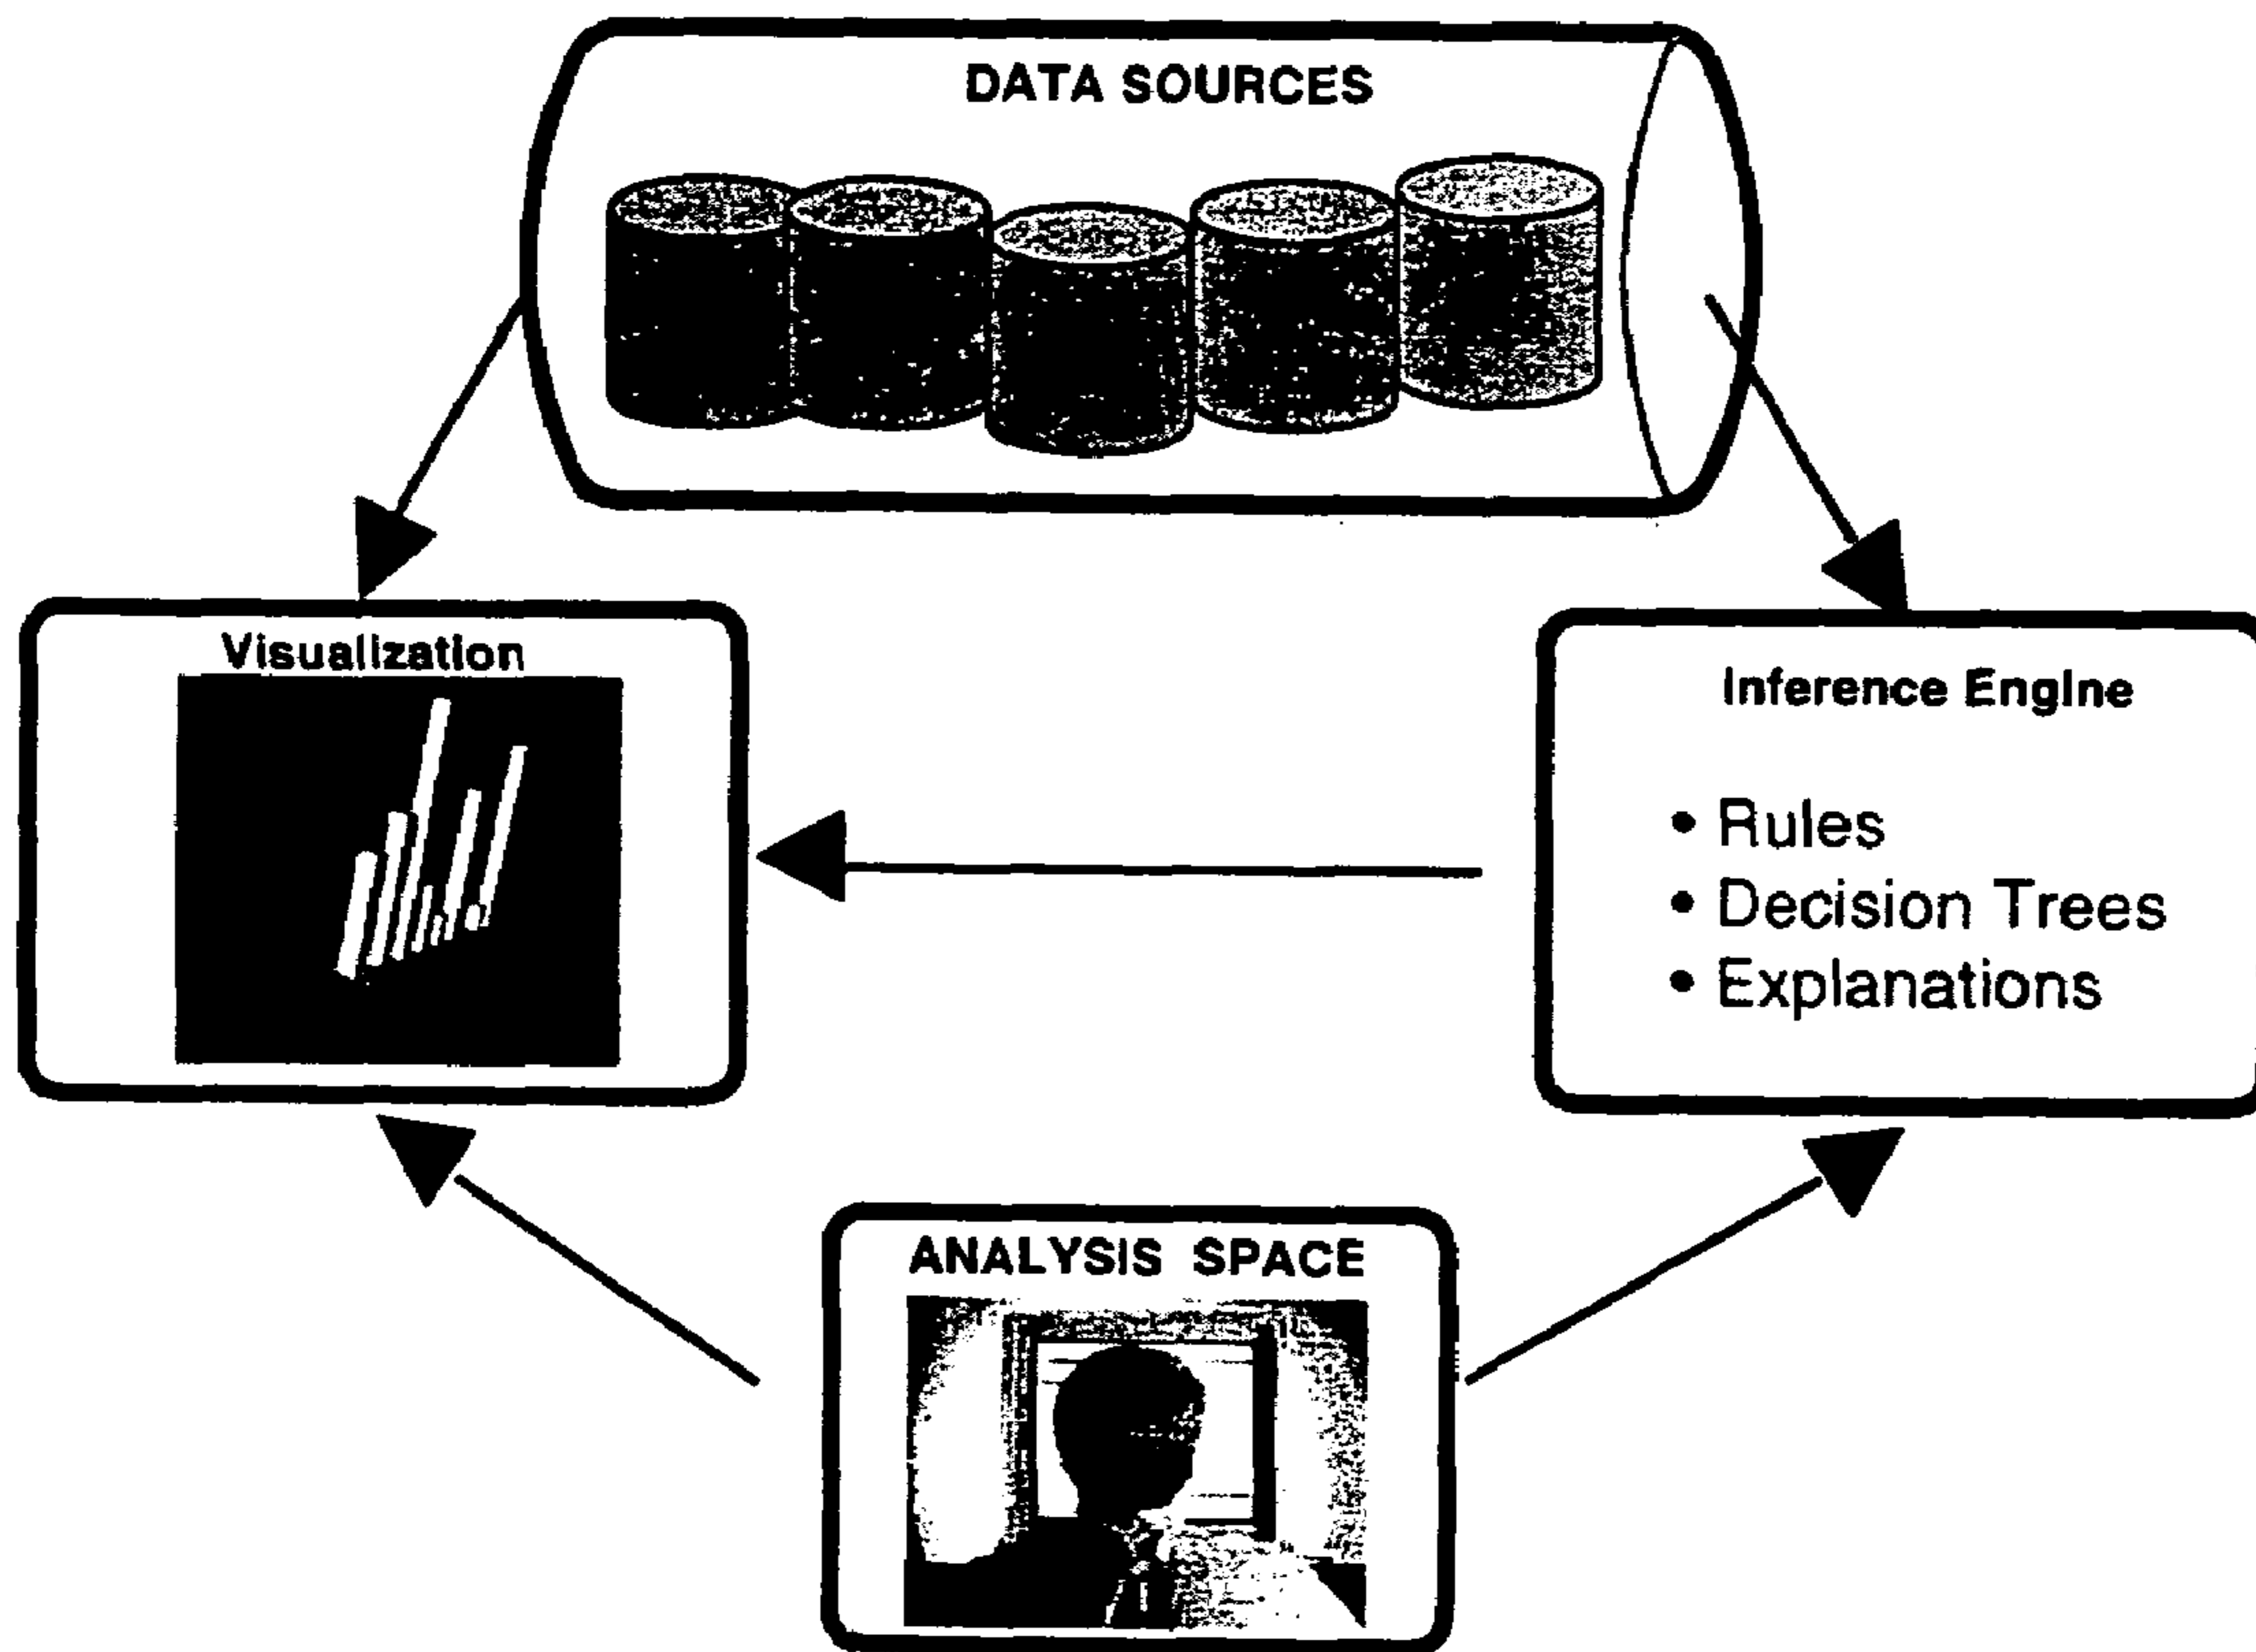 DATA SOURCES
Visualization
Inference Engine
• Rules
• Decision Trees
• Explanations
ANALYSIS SPACE